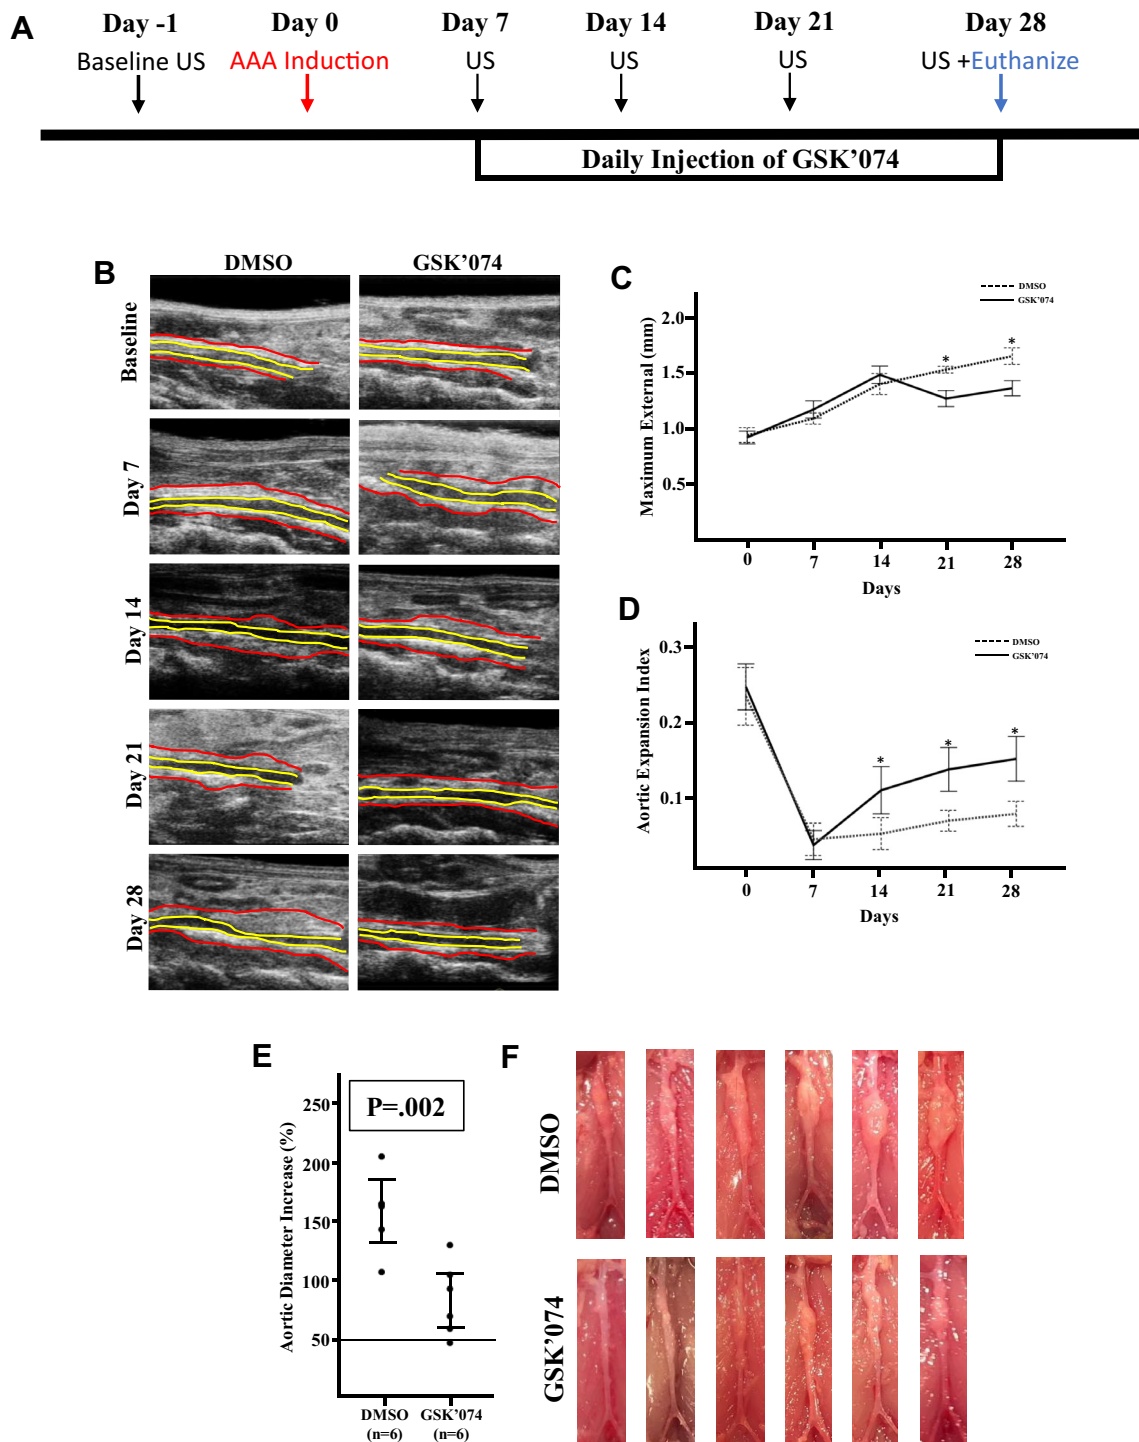 A
Day -1 Day 0 Day 7 Day 14 Day 21 Day 28
Baseline US AAA Induction US US US US +Euthanize
Daily Injection of GSK'074
B
DMSO GSK'074
Baseline
Day 7
Day 14
Day 21
Day 28
C
DMSO
GSK'074
Maximum External (mm)
2.0
1.5
1.0
0.5
* *
0 7 14 21 28
Days
D
DMSO
GSK'074
Aortic Expansion Index
0.3
0.2
0.1
* * *
0 7 14 21 28
Days
E
P=.002
Aortic Diameter Increase (%)
250
200
150
100
50
DMSO GSK'074
(n=6) (n=6)
F
DMSO
GSK'074